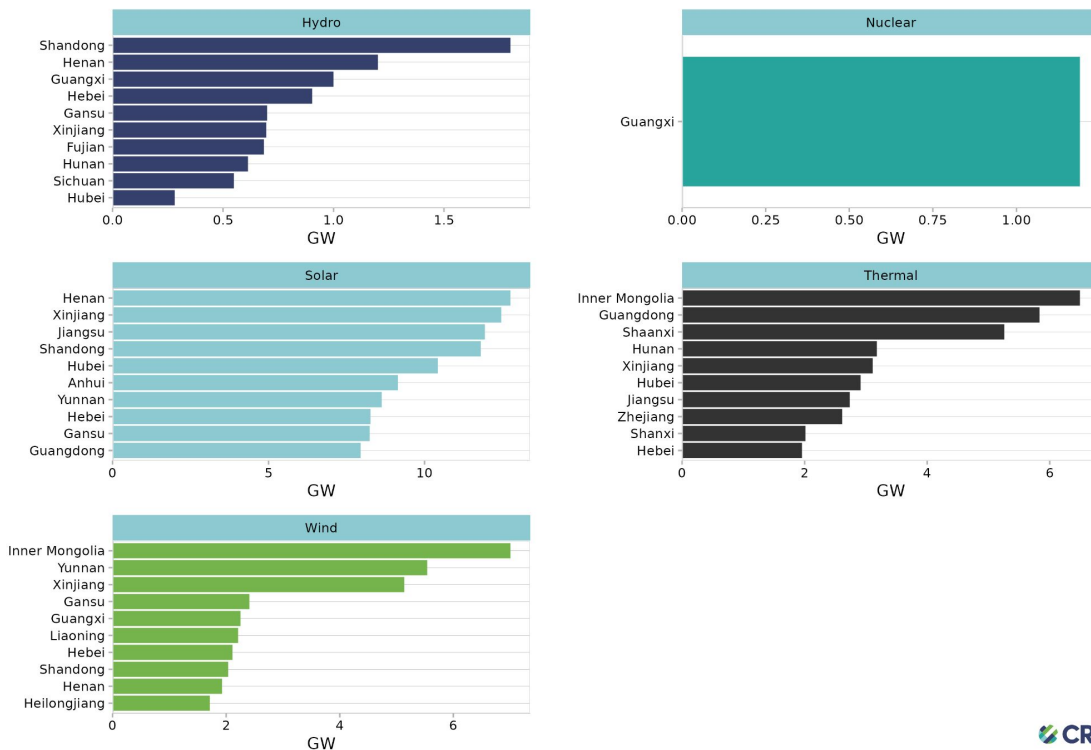 Hydro
Shandong
Henan
Guangxi
Hebei
Gansu
Xinjiang
Fujian
Hunan
Sichuan
Hubei
0.0 0.5 1.0 1.5
GW
Nuclear
Guangxi
0.00 0.25 0.50 0.75 1.00
GW
Solar
Henan
Xinjiang
Jiangsu
Shandong
Hubei
Anhui
Yunnan
Hebei
Gansu
Guangdong
0 5 10
GW
Thermal
Inner Mongolia
Guangdong
Shaanxi
Hunan
Xinjiang
Hubei
Jiangsu
Zhejiang
Shanxi
Hebei
0 2 4 6
GW
Wind
Inner Mongolia
Yunnan
Xinjiang
Gansu
Guangxi
Liaoning
Hebei
Shandong
Henan
Heilongjiang
0 2 4 6
GW
CR